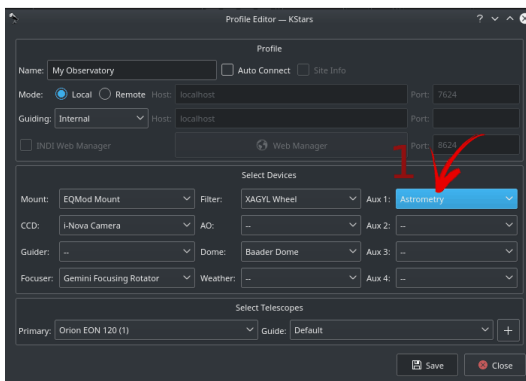 Profile Editor — KStars
Profile
Name: My Observatory Auto Connect Site Info
Mode: Local Remote Host: localhost Port: 7624
Guiding: Internal Host: localhost Port:
INDI Web Manager Web Manager Port: 8624
1
Select Devices
Mount: EQMod Mount Filter: XAGYL Wheel Aux 1: Astrometry
CCD: i-Nova Camera AO: -- Aux 2: --
Guider: -- Dome: Baader Dome Aux 3: --
Focuser: Gemini Focusing Rotator Weather: -- Aux 4: --
Select Telescopes
Primary: Orion EON 120 (1) Guide: Default +
Save Close